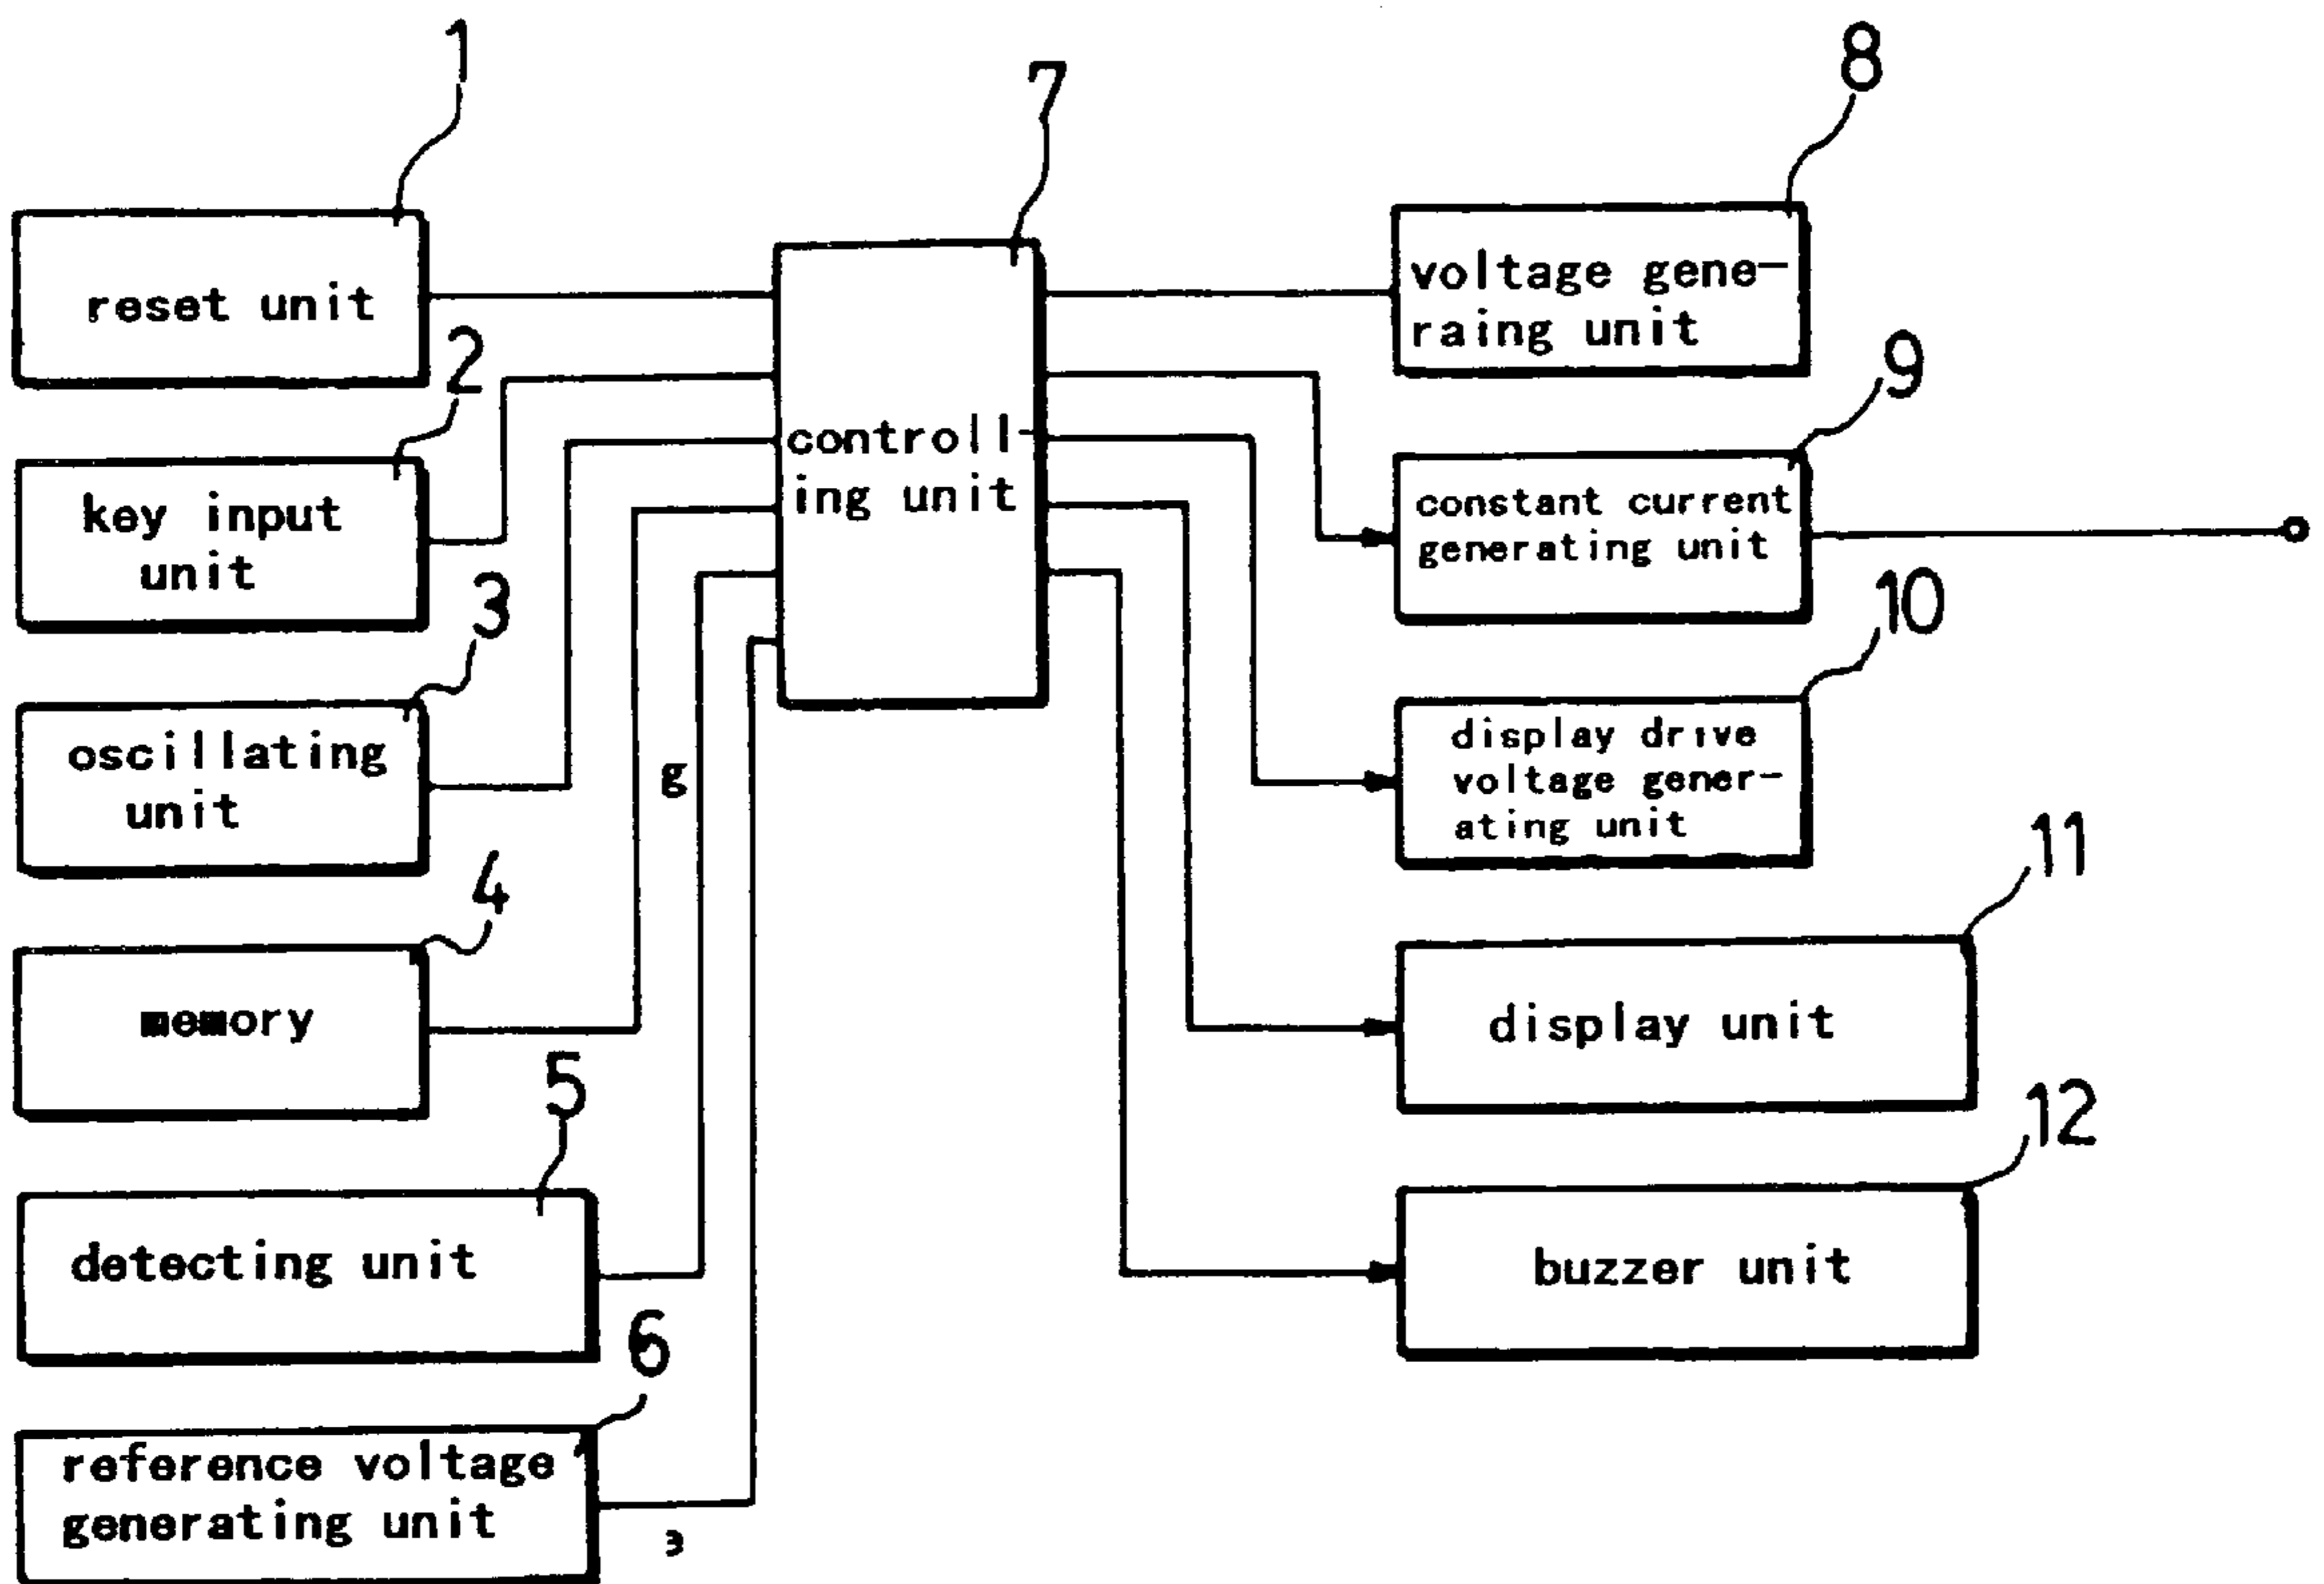 1
reset unit
2
key input
unit
3
oscillating
unit
4
memory
5
detecting unit
g
6
reference voltage
generating unit
7
controll-
ing unit
8
voltage gene-
raing unit
9
constant current
generating unit
10
display drive
voltage gener-
ating unit
11
display unit
12
buzzer unit